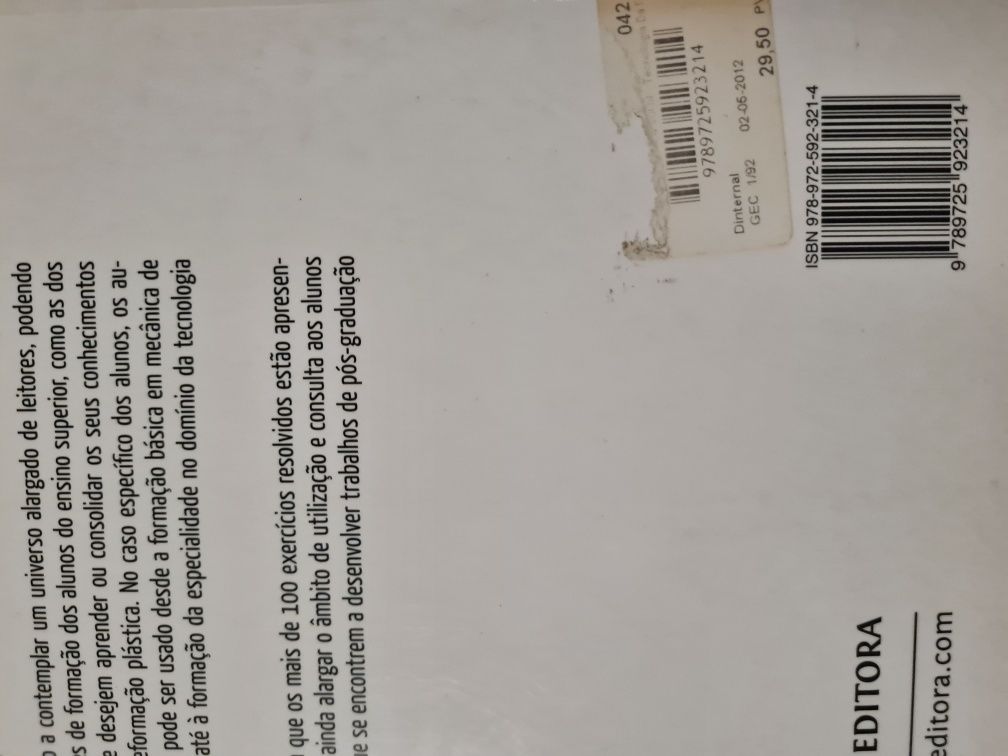 a contemplar um universo alargado de leitores, podendo
s de formação dos alunos do ensino superior, como as dos
e desejem aprender ou consolidar os seus conhecimentos
eformação plástica. No caso específico dos alunos, os au-
pode ser usado desde a formação básica em mecânica de
até à formação da especialidade no domínio da tecnologia
que os mais de 100 exercícios resolvidos estão apresen-
ainda alargar o âmbito de utilização e consulta aos alunos
ue se encontrem a desenvolver trabalhos de pós-graduação
042
Tecnologia Da
9789725923214
Dinternal 02-06-2012
GEC 1/92 29,50 PV
ISBN 978-972-592-321-4
9 789725 923214
EDITORA
editora.com